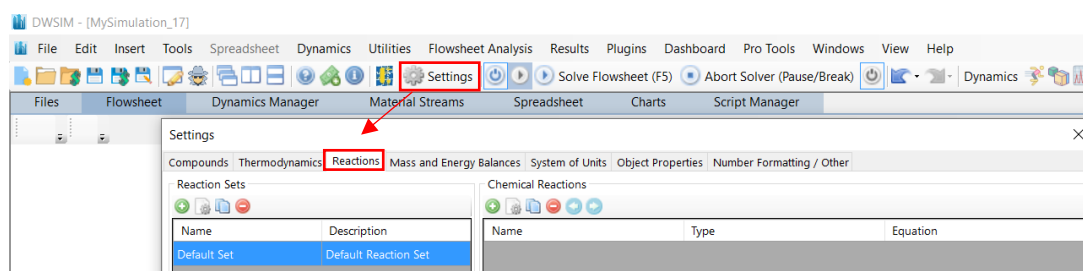 DWSIM - [MySimulation_17]
File Edit Insert Tools Spreadsheet Dynamics Utilities Flowsheet Analysis Results Plugins Dashboard Pro Tools Windows View Help
Settings Solve Flowsheet (F5) Abort Solver (Pause/Break) Dynamics
Files Flowsheet Dynamics Manager Material Streams Spreadsheet Charts Script Manager
Settings
Compounds Thermodynamics Reactions Mass and Energy Balances System of Units Object Properties Number Formatting / Other
Reaction Sets Chemical Reactions
Name Description Name Type Equation
Default Set Default Reaction Set